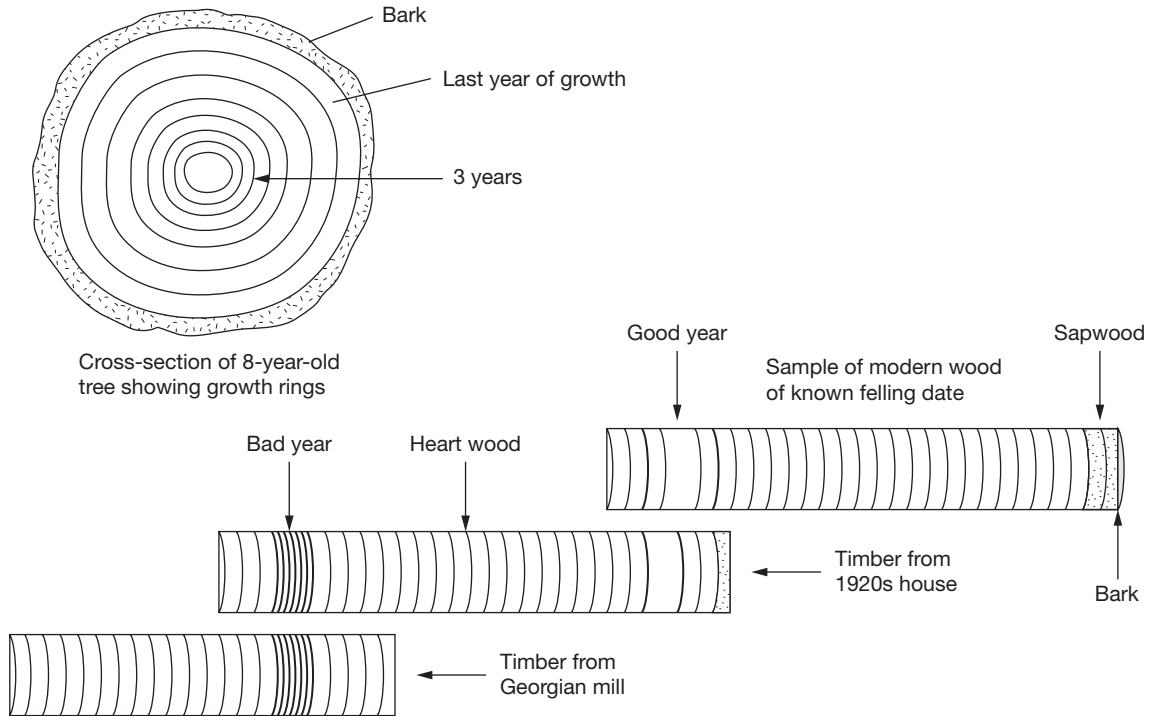 Bark
Last year of growth
3 years
Cross-section of 8-year-old
tree showing growth rings
Good year
Sapwood
Sample of modern wood
of known felling date
Bad year
Heart wood
Timber from
1920s house
Bark
Timber from
Georgian mill